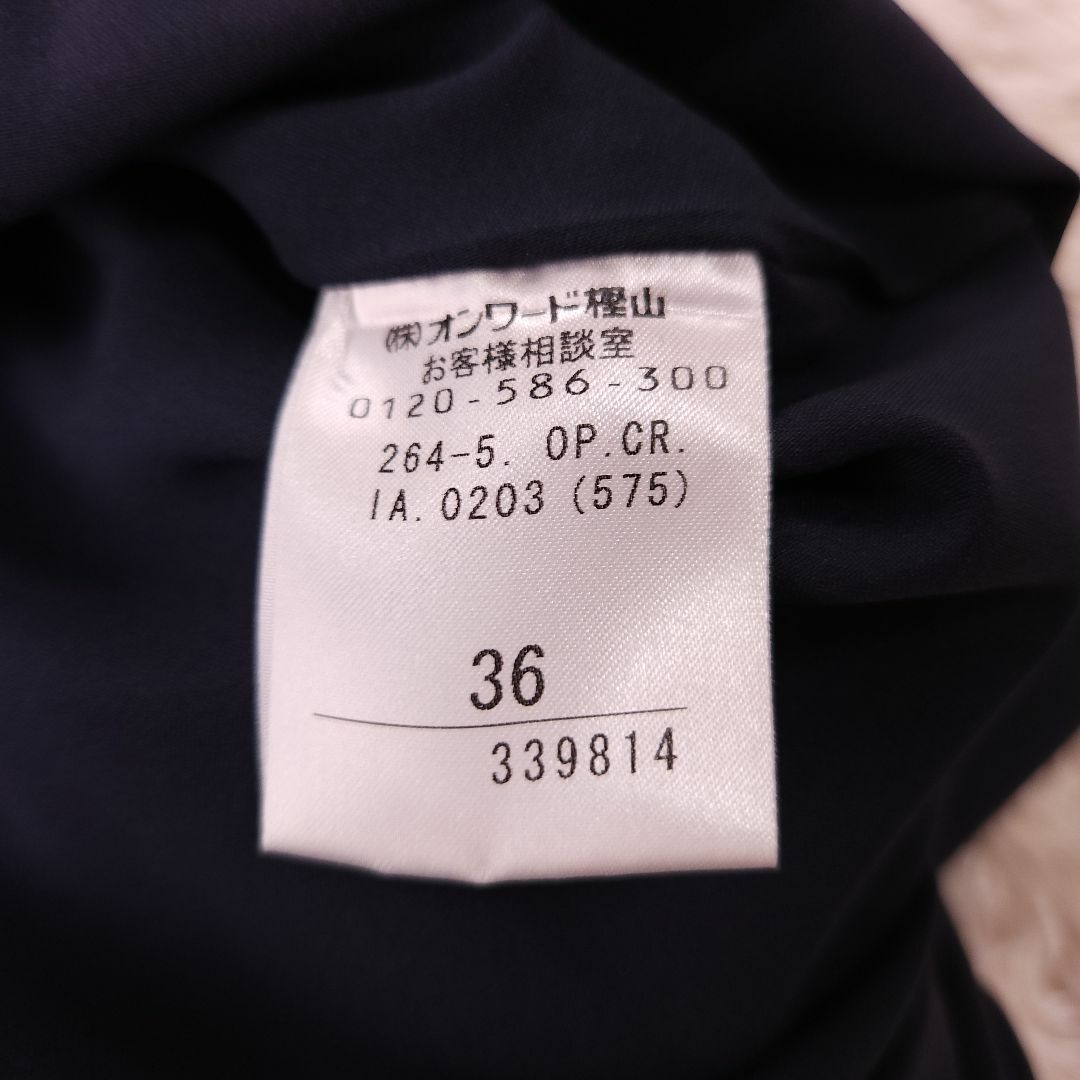 (株)オンワード樫山
お客様相談室
0120-586-300
264-5. OP.CR.
IA.0203 (575)
36
339814